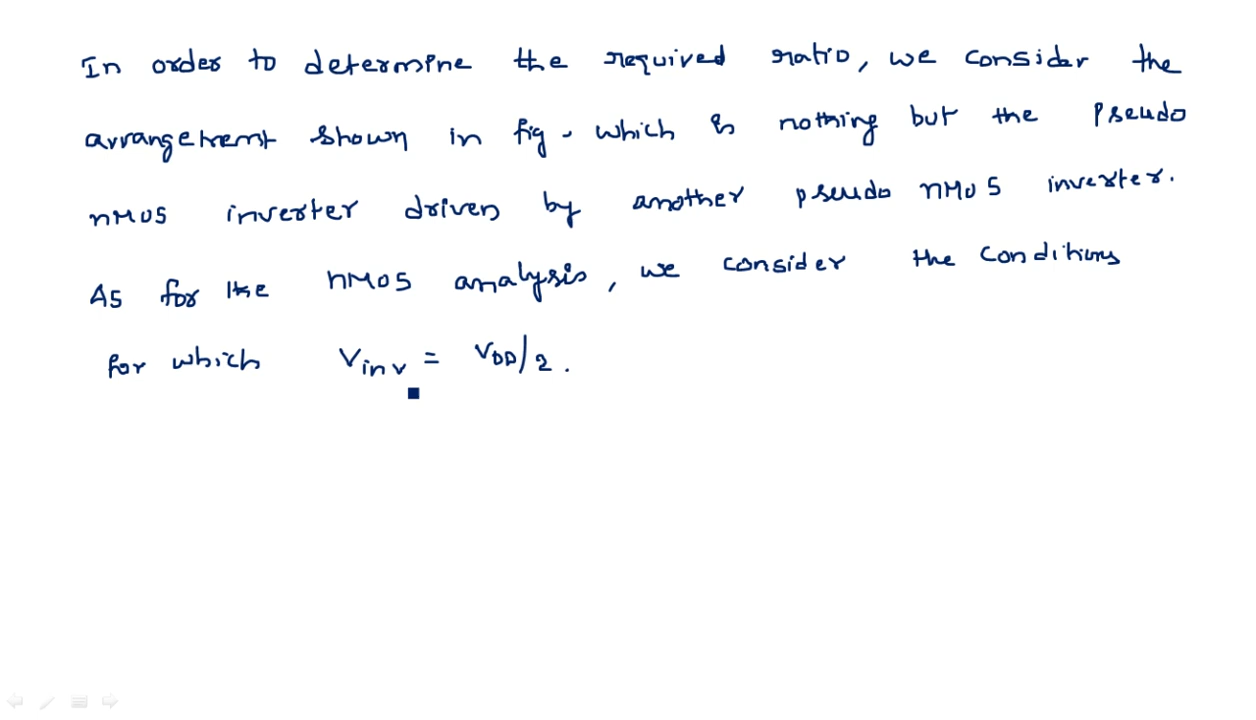 In order to determine the required ratio, we consider the
arrangement shown in fig. which is nothing but the Pseudo
nMOS inverter driven by another pseudo nMOS inverter.
As for the nMOS analysis, we consider the conditions
for which Vinv = VDD/2.